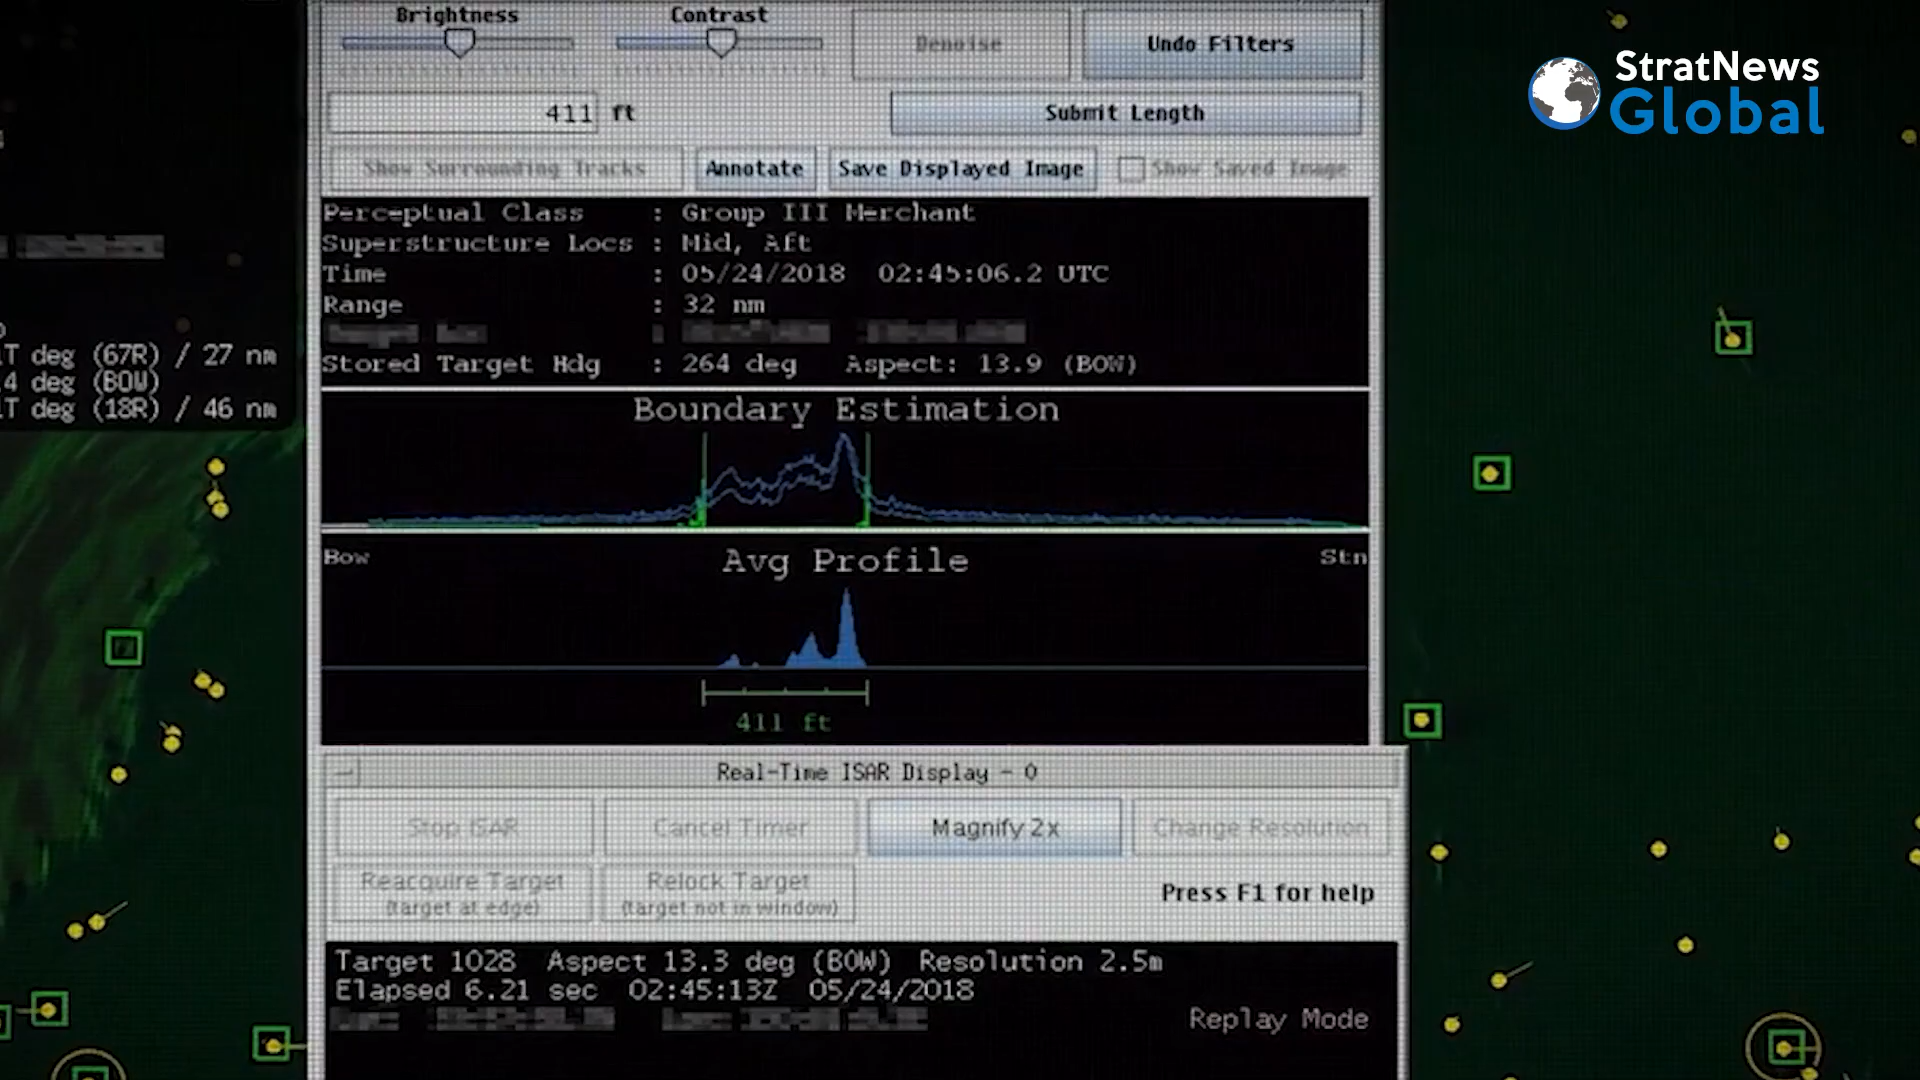 Brightness Contrast Denoise Undo Filters
StratNews
Global
411 ft Submit Length
Show Surrounding Tracks Annotate Save Displayed Image Show Saved Image
Perceptual Class : Group III Merchant
Superstructure Locs : Mid, Aft
Time : 05/24/2018 02:45:06.2 UTC
Range : 32 nm
Stored Target Hdg : 264 deg Aspect: 13.9 (BOW)
T deg (67R) / 27 nm
4 deg (BOW)
T deg (18R) / 46 nm
Boundary Estimation
Bow Avg Profile Stn
411 ft
Real-Time ISAR Display - 0
Stop ISAR Cancel Timer Magnify 2x Change Resolution
Reacquire Target Relock Target
(target at edge) (target not in window)
Press F1 for help
Target 1028 Aspect 13.3 deg (BOW) Resolution 2.5m
Elapsed 6.21 sec 02:45:13Z 05/24/2018
Replay Mode